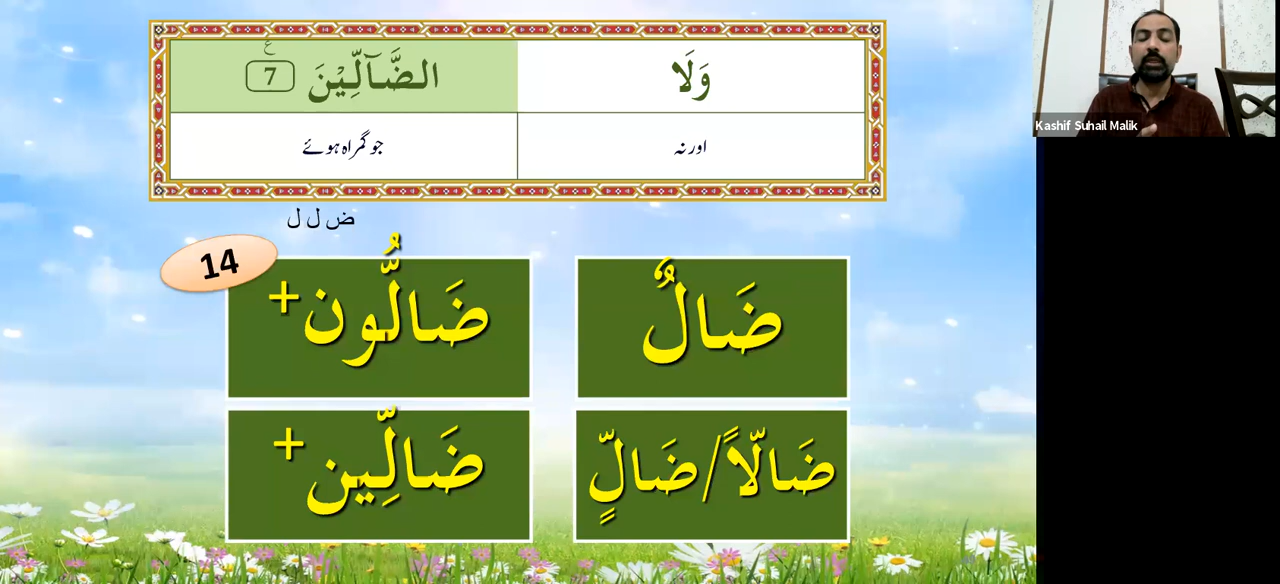 وَلَا الضَّآلِّيْنَ 7 ع
اور نہ جو گمراہ ہوئے
ض ل ل
14
ضَالٌ ضَالُّون+
ضَالّاً/ضَالٍّ ضَالِّين+
Kashif Suhail Malik